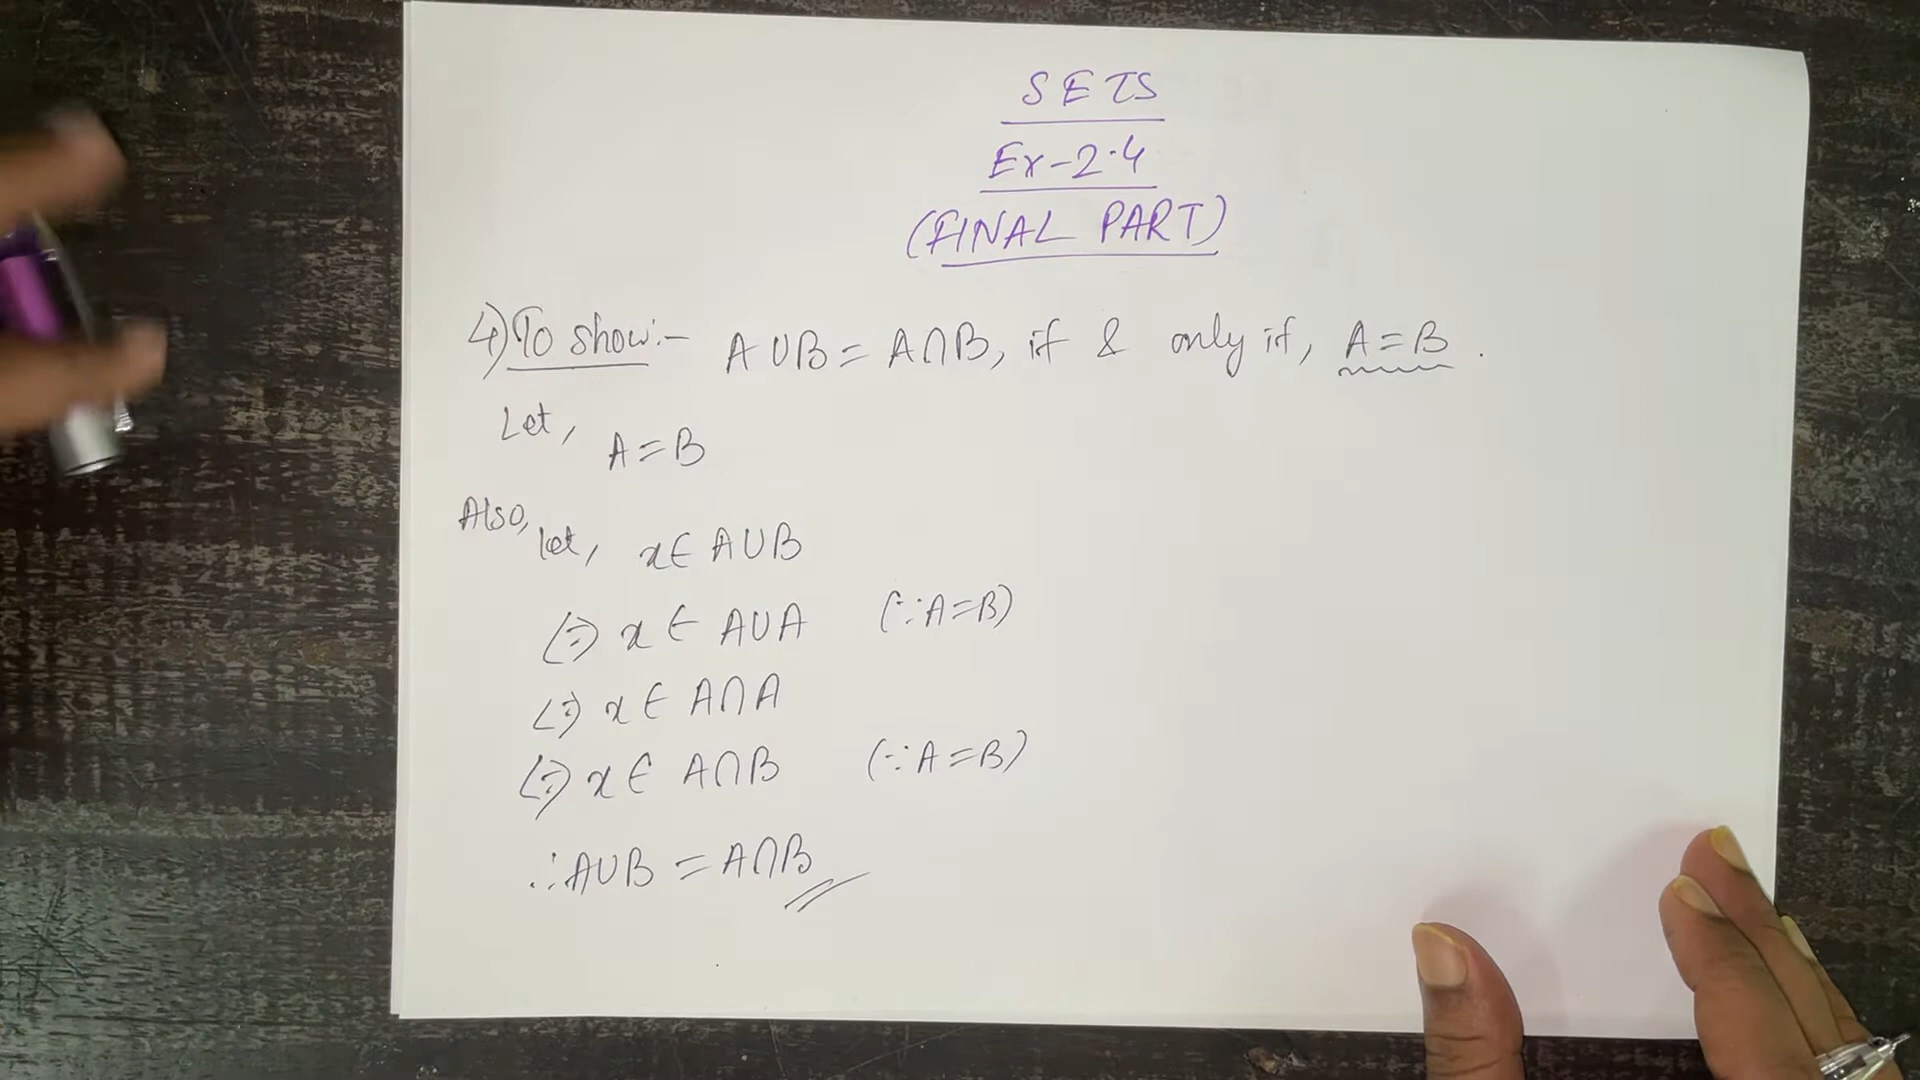 SETS
Ex-2.4
(FINAL PART)
4) To show:- A∪B = A∩B, if & only if, A=B.
Let, A=B
Also, let, x∈ A∪B
⇔ x ∈ A∪A (∵A=B)
⇔ x ∈ A∩A
⇔ x ∈ A∩B (∵A=B)
∴A∪B = A∩B